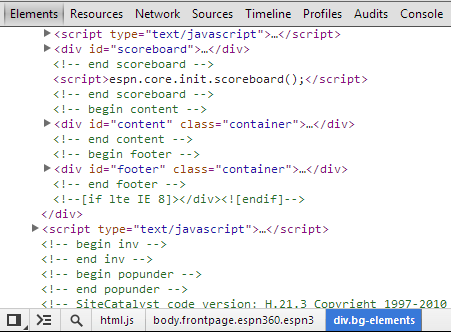 Elements Resources Network Sources Timeline Profiles Audits Console
▶<script type="text/javascript">…</script>
▶<div id="scoreboard">…</div>
<!-- end scoreboard -->
<script>espn.core.init.scoreboard();</script>
<!-- end scoreboard -->
<!-- begin content -->
▶<div id="content" class="container">…</div>
<!-- end content -->
<!-- begin footer -->
▶<div id="footer" class="container">…</div>
<!-- end footer -->
<!--[if lte IE 8]></div><![endif]-->
</div>
▶<script type="text/javascript">…</script>
<!-- begin inv -->
<!-- end inv -->
<!-- begin popunder -->
<!-- end popunder -->
<!-- SiteCatalyst code version: H.21.3 Copyright 1997-2010
html.js body.frontpage.espn360.espn3 div.bg-elements